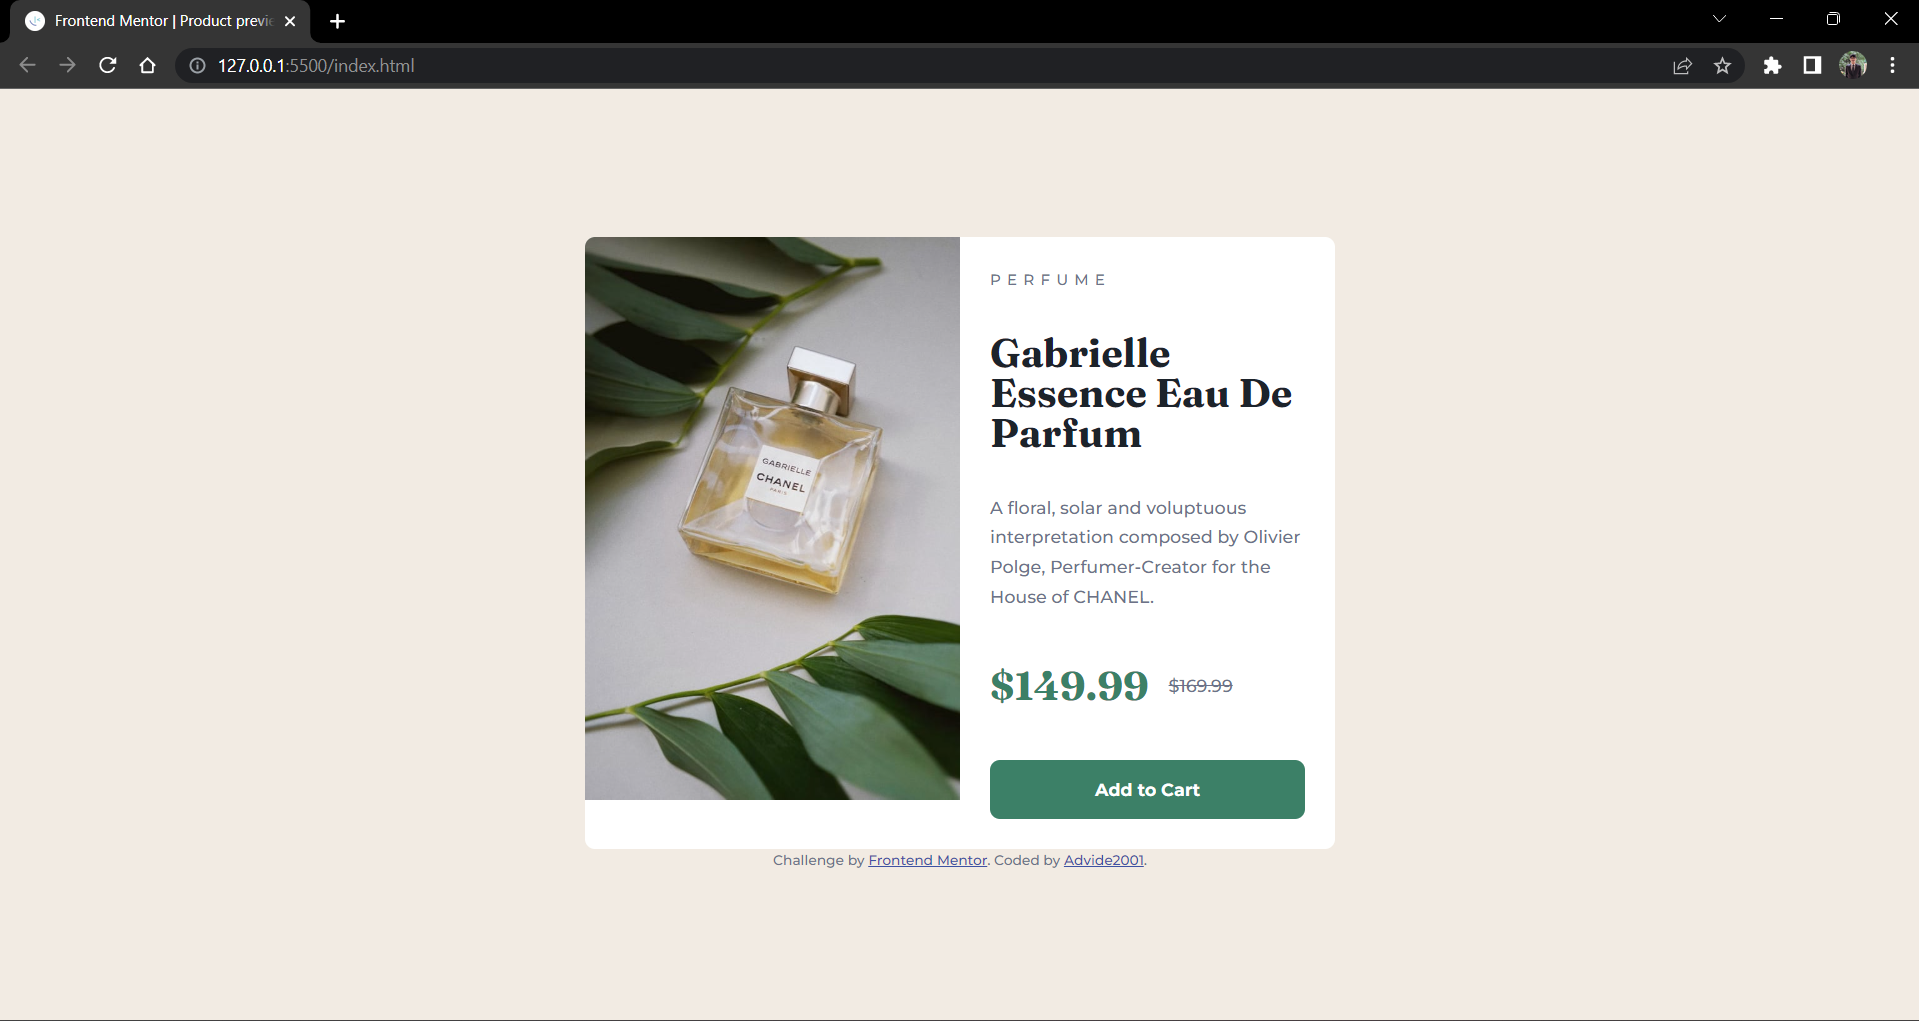 Frontend Mentor | Product previe
127.0.0.1:5500/index.html
GABRIELLE
CHANEL
PARIS
PERFUME
Gabrielle
Essence Eau De
Parfum
A floral, solar and voluptuous
interpretation composed by Olivier
Polge, Perfumer-Creator for the
House of CHANEL.
$149.99 $169.99
Add to Cart
Challenge by Frontend Mentor. Coded by Advide2001.